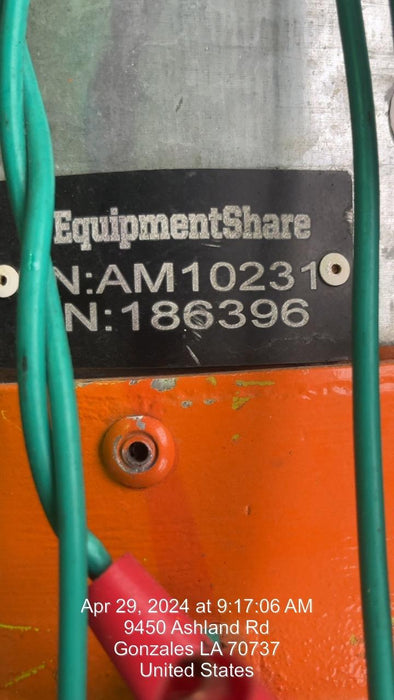 EquipmentShare
N:AM10231
N:186396
Apr 29, 2024 at 9:17:06 AM
9450 Ashland Rd
Gonzales LA 70737
United States